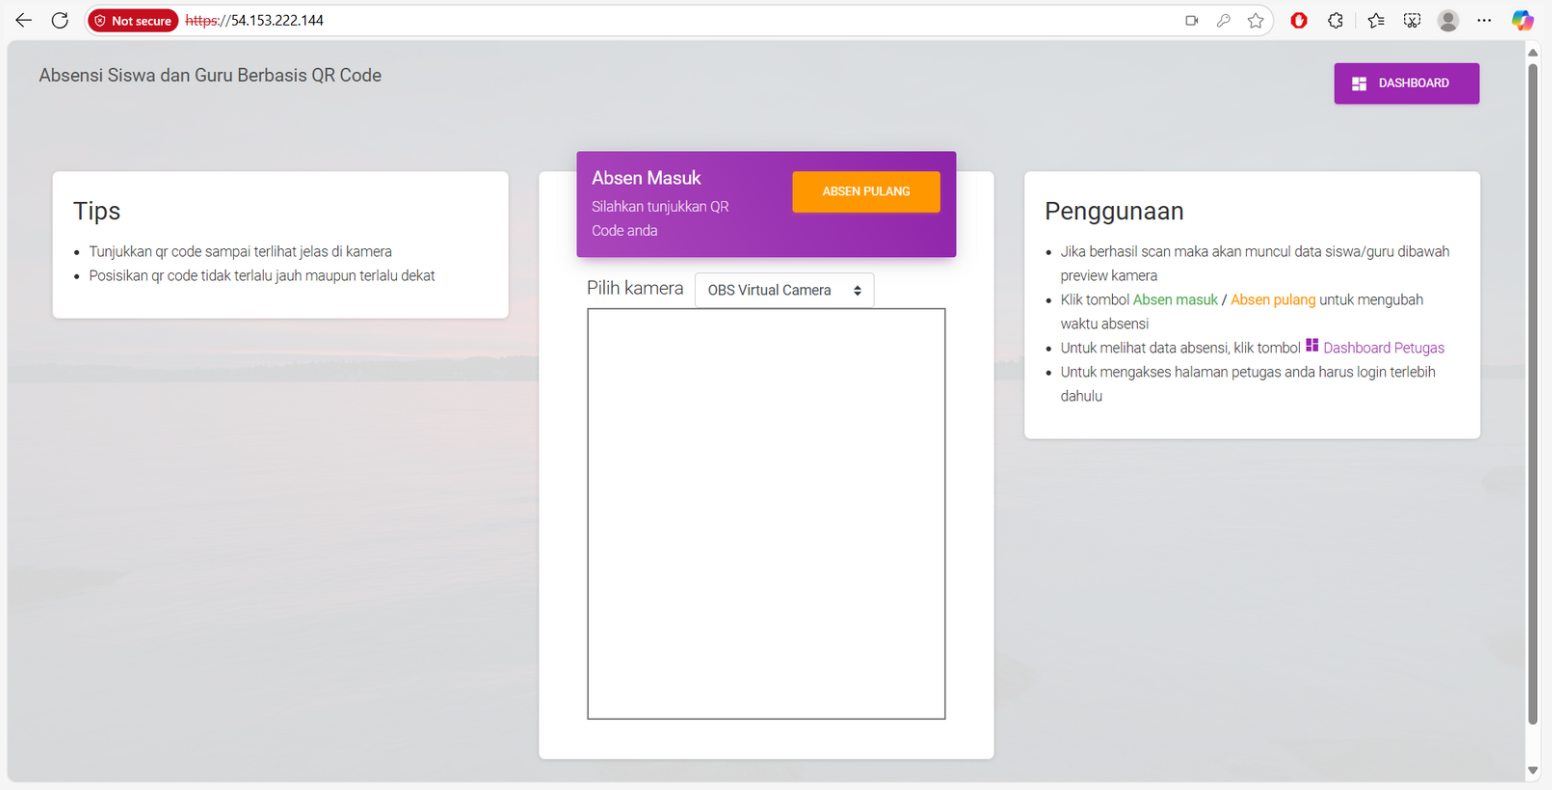 Not secure
https://54.153.222.144
Absensi Siswa dan Guru Berbasis QR Code
DASHBOARD
Tips
Tunjukkan qr code sampai terlihat jelas di kamera
Posisikan qr code tidak terlalu jauh maupun terlalu dekat
Absen Masuk
Silahkan tunjukkan QR
Code anda
ABSEN PULANG
Pilih kamera
OBS Virtual Camera
Penggunaan
Jika berhasil scan maka akan muncul data siswa/guru dibawah
preview kamera
Klik tombol Absen masuk / Absen pulang untuk mengubah
waktu absensi
Untuk melihat data absensi, klik tombol Dashboard Petugas
Untuk mengakses halaman petugas anda harus login terlebih
dahulu